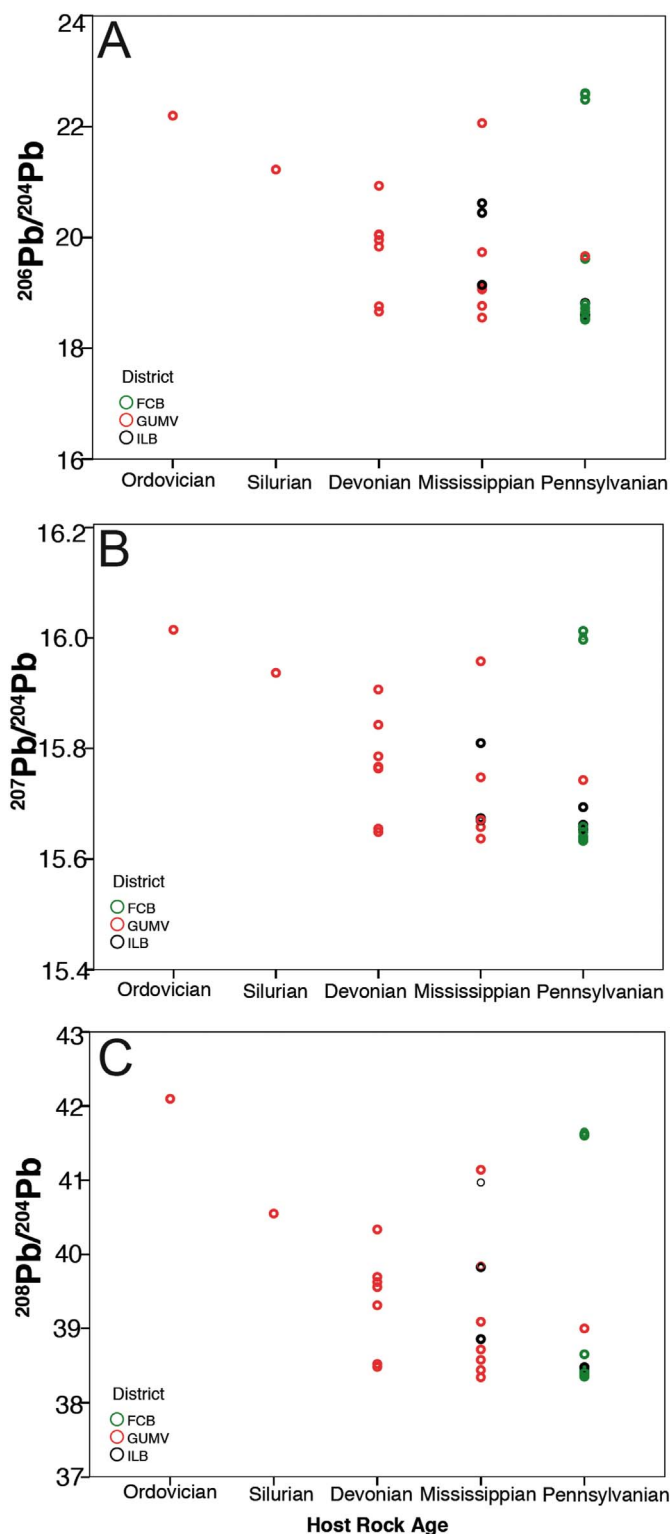 A
24
22
20
18
16
206Pb/204Pb
District
FCB
GUMV
ILB
Ordovician Silurian Devonian Mississippian Pennsylvanian
B
16.2
16.0
15.8
15.6
15.4
207Pb/204Pb
District
FCB
GUMV
ILB
Ordovician Silurian Devonian Mississippian Pennsylvanian
C
43
42
41
40
39
38
37
208Pb/204Pb
District
FCB
GUMV
ILB
Ordovician Silurian Devonian Mississippian Pennsylvanian
Host Rock Age